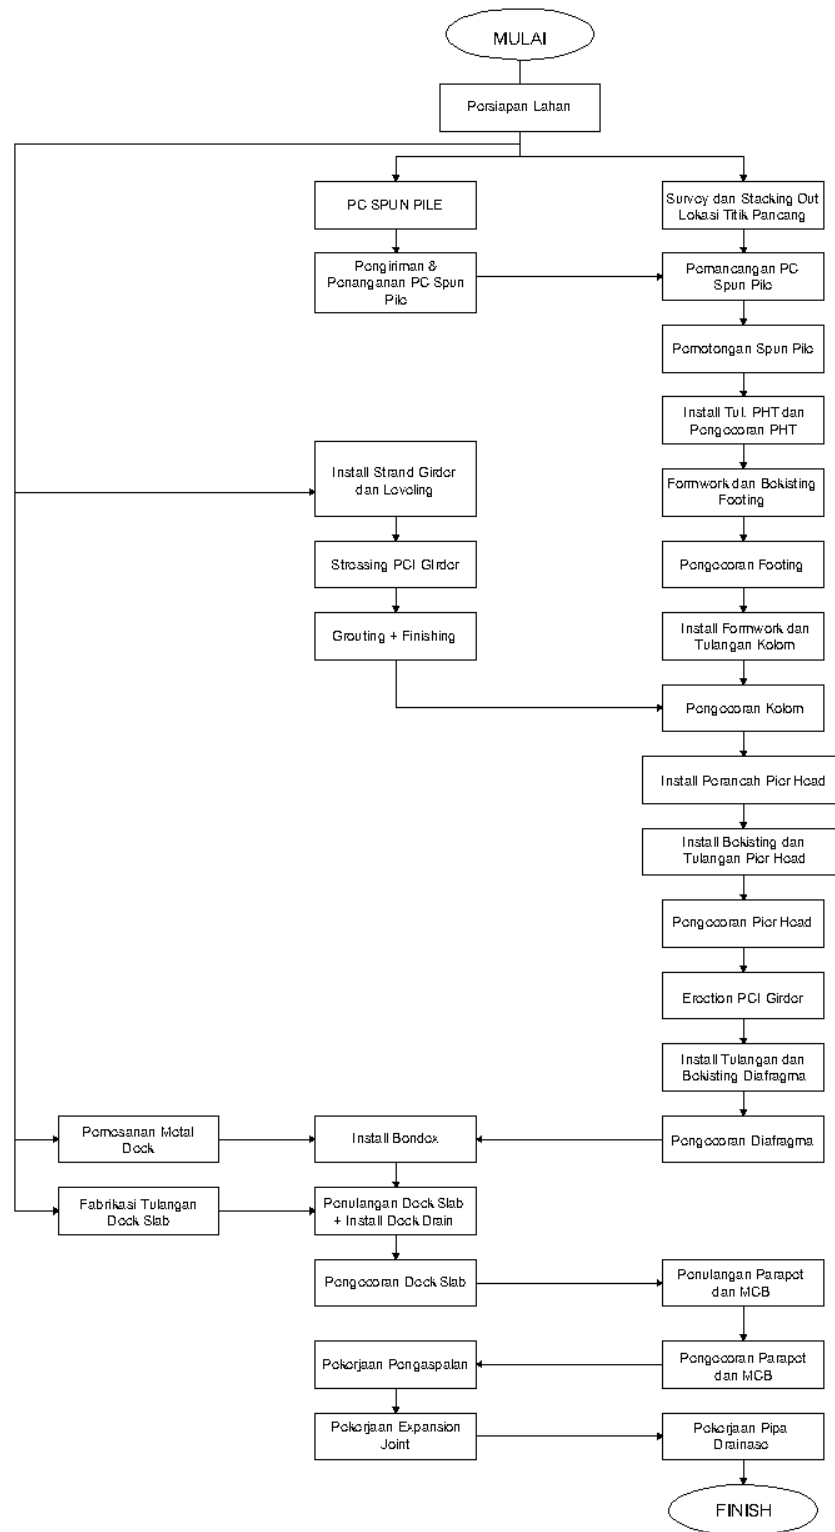 MULAI
Persiapan Lahan
PC SPUN PILE
Survey dan Stacking Out
Lokasi Titik Pancang
Pengiriman &
Penanganan PC Spun
Pile
Pemancangan PC
Spun Pile
Pemotongan Spun Pile
Install Tul. PHT dan
Pengecoran PHT
Install Strand Girder
dan Leveling
Formwork dan Bekisting
Footing
Stressing PCI GIrder
Pengecoran Footing
Grouting + Finishing
Install Formwork dan
Tulangan Kolom
Pengecoran Kolom
Install Perancah Pier Head
Install Bekisting dan
Tulangan Pier Head
Pengecoran Pier Head
Erection PCI Girder
Install Tulangan dan
Bekisting Diafragma
Pemesanan Metal
Deck
Install Bondex
Pengecoran Diafragma
Fabrikasi Tulangan
Deck Slab
Penulangan Deck Slab
+ Install Deck Drain
Pengecoran Deck Slab
Penulangan Parapet
dan MCB
Pekerjaan Pengaspalan
Pengecoran Parapet
dan MCB
Pekerjaan Expansion
Joint
Pekerjaan Pipa
Drainase
FINISH